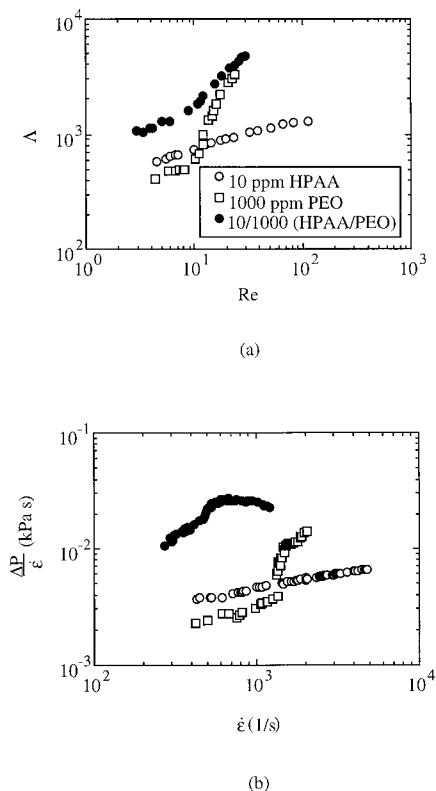 10^4
Λ
10^3
10 ppm HPAA
1000 ppm PEO
10/1000 (HPAA/PEO)
10^2
10^0 10^1 10^2 10^3
Re
(a)
10^-1
ΔP/ε̇ (kPa s)
10^-2
10^-3
10^2 10^3 10^4
ε̇ (1/s)
(b)